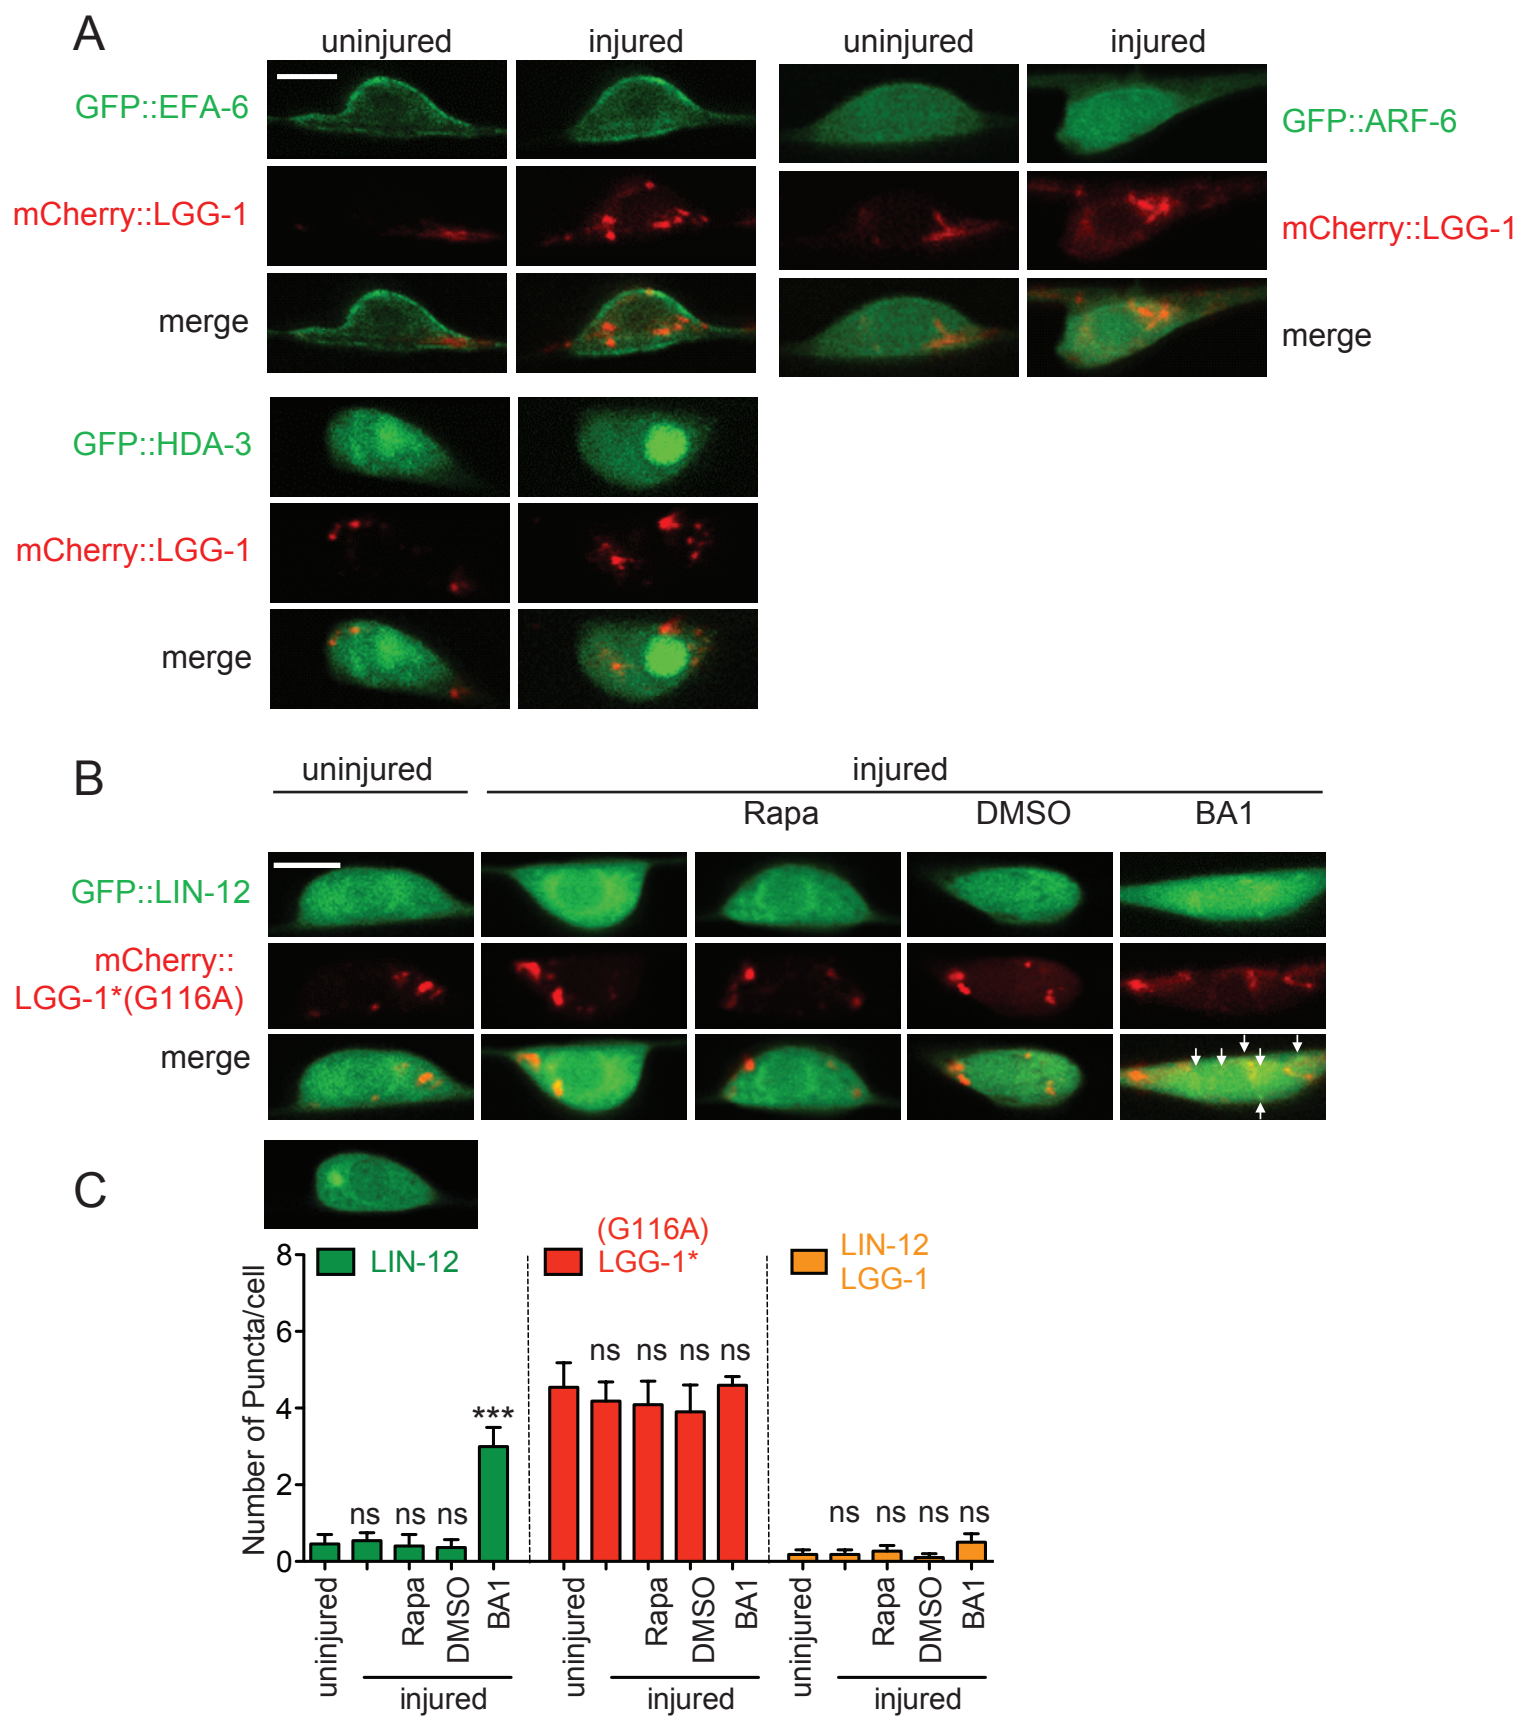 A
uninjured
injured
uninjured
injured
GFP::EFA-6
GFP::ARF-6
mCherry::LGG-1
mCherry::LGG-1
merge
merge
GFP::HDA-3
mCherry::LGG-1
merge
B
uninjured
injured
Rapa
DMSO
BA1
GFP::LIN-12
mCherry::
LGG-1*(G116A)
merge
C
Number of Puncta/cell
8
6
4
2
0
LIN-12
(G116A)
LGG-1*
LIN-12
LGG-1
ns
ns
ns
***
ns
ns
ns
ns
ns
ns
ns
ns
uninjured
Rapa
DMSO
BA1
injured
uninjured
Rapa
DMSO
BA1
injured
uninjured
Rapa
DMSO
BA1
injured